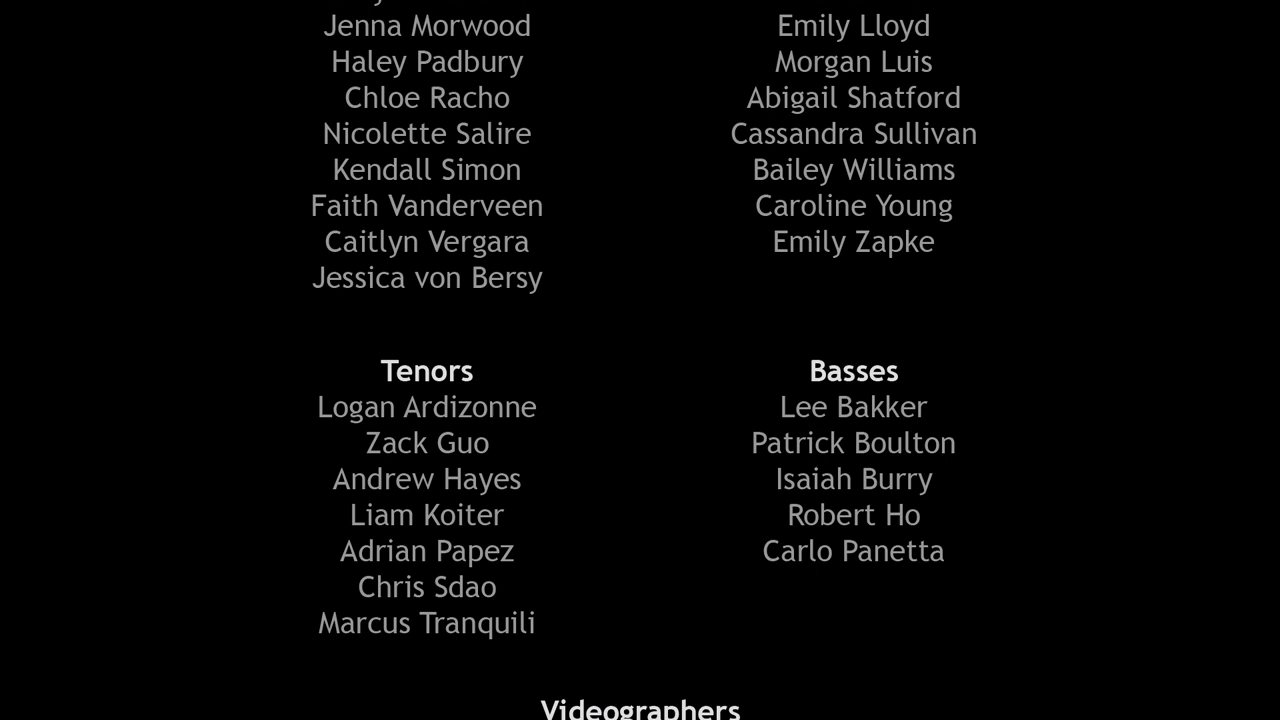 Jenna Morwood
Haley Padbury
Chloe Racho
Nicolette Salire
Kendall Simon
Faith Vanderveen
Caitlyn Vergara
Jessica von Bersy
Emily Lloyd
Morgan Luis
Abigail Shatford
Cassandra Sullivan
Bailey Williams
Caroline Young
Emily Zapke
Tenors
Logan Ardizonne
Zack Guo
Andrew Hayes
Liam Koiter
Adrian Papez
Chris Sdao
Marcus Tranquili
Basses
Lee Bakker
Patrick Boulton
Isaiah Burry
Robert Ho
Carlo Panetta
Videographers